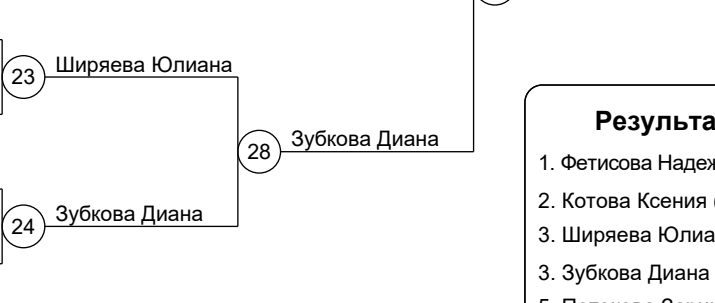 23
Ширяева Юлиана
28
Зубкова Диана
24
Зубкова Диана
Результа
1. Фетисова Надеж
2. Котова Ксения (
3. Ширяева Юлиа
3. Зубкова Диана
5.